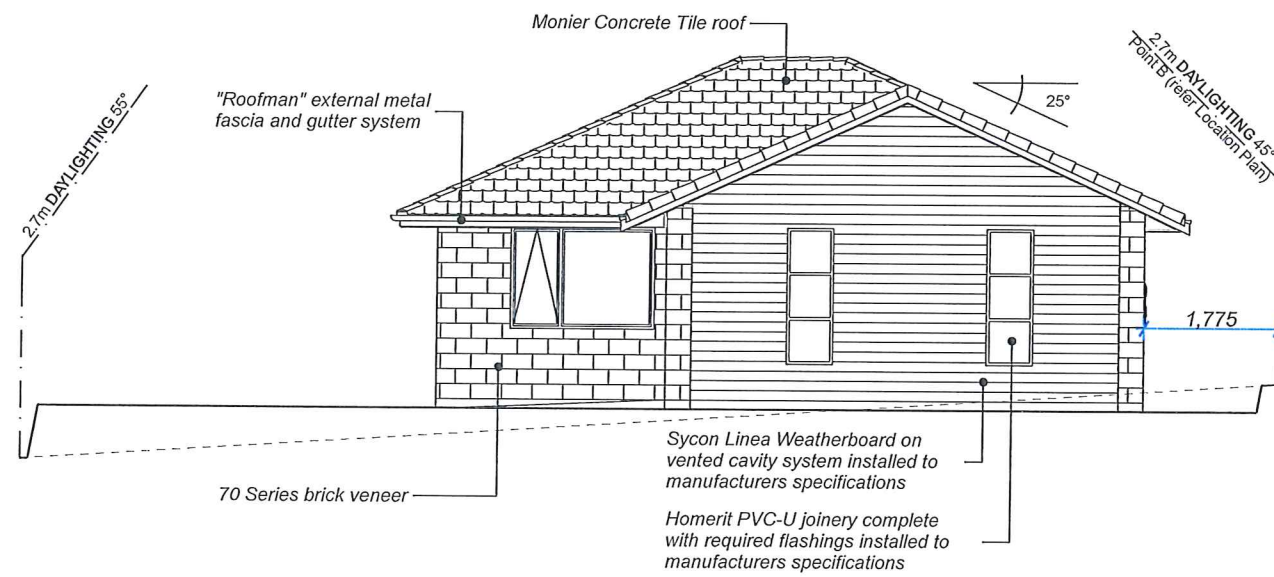 Monier Concrete Tile roof
"Roofman" external metal
fascia and gutter system
2.7m DAYLIGHTING 55°
25°
2.7m DAYLIGHTING 45°
Point B (refer Location Plan)
1,775
Sycon Linea Weatherboard on
vented cavity system installed to
manufacturers specifications
70 Series brick veneer
Homerit PVC-U joinery complete
with required flashings installed to
manufacturers specifications